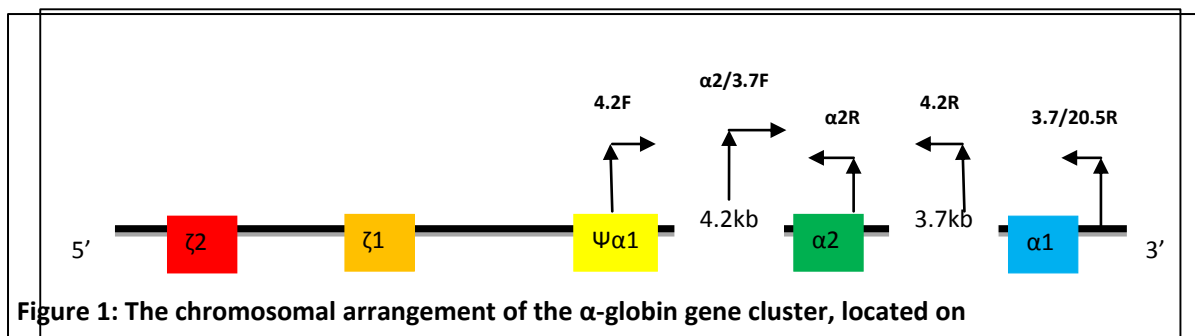 α2/3.7F
4.2F
α2R
4.2R
3.7/20.5R
5’
ζ2
ζ1
Ψα1
4.2kb
α2
3.7kb
α1
3’
Figure 1: The chromosomal arrangement of the α-globin gene cluster, located on